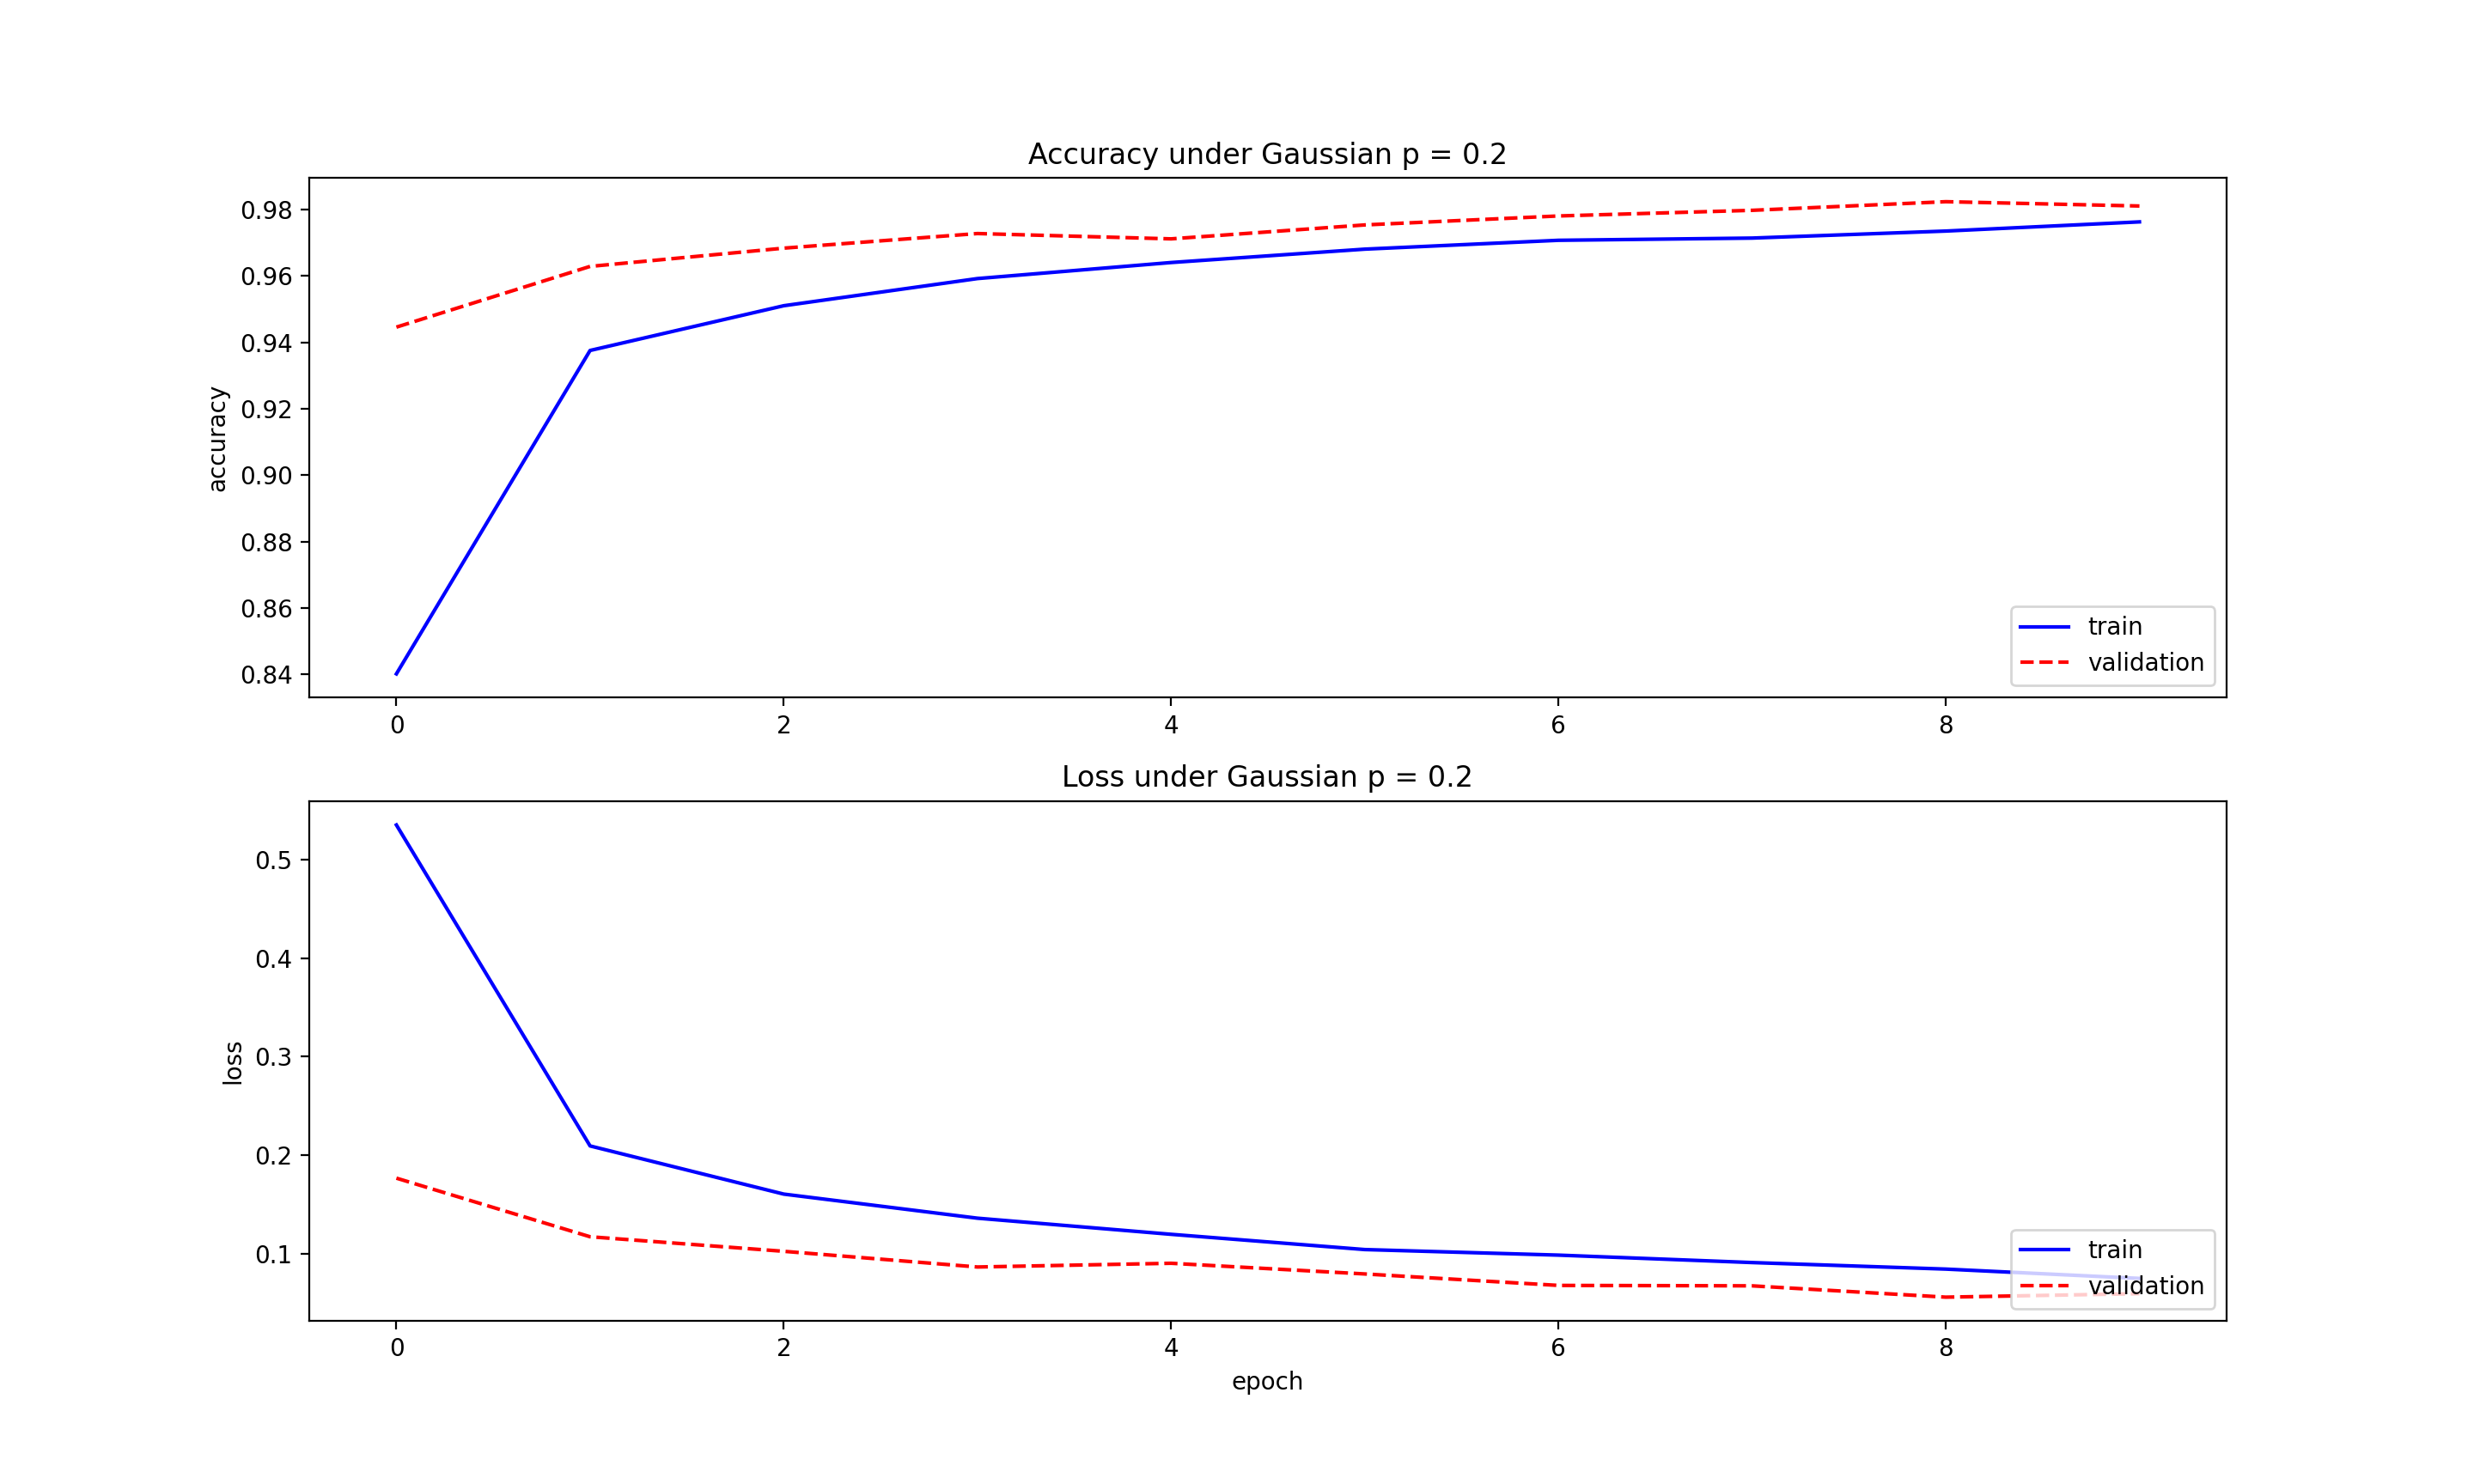 Accuracy under Gaussian p = 0.2
accuracy
0.98
0.96
0.94
0.92
0.90
0.88
0.86
0.84
train
validation
0 2 4 6 8
Loss under Gaussian p = 0.2
loss
0.5
0.4
0.3
0.2
0.1
train
validation
0 2 4 6 8
epoch